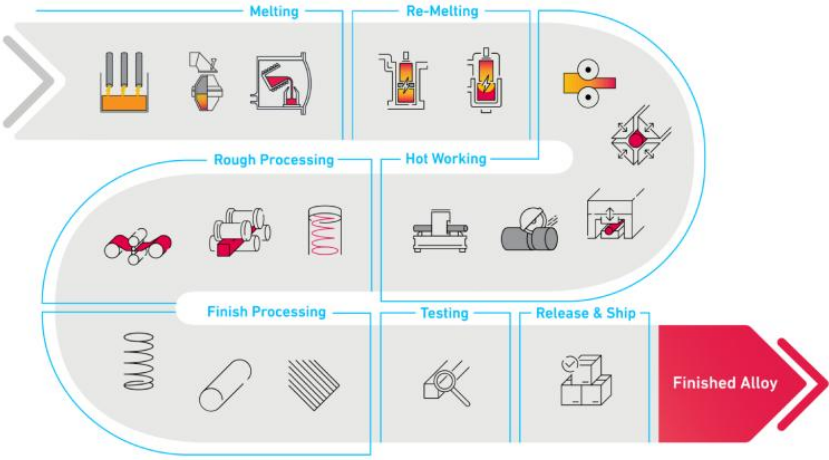 Melting
Re-Melting
Rough Processing
Hot Working
Finish Processing
Testing
Release & Ship
Finished Alloy